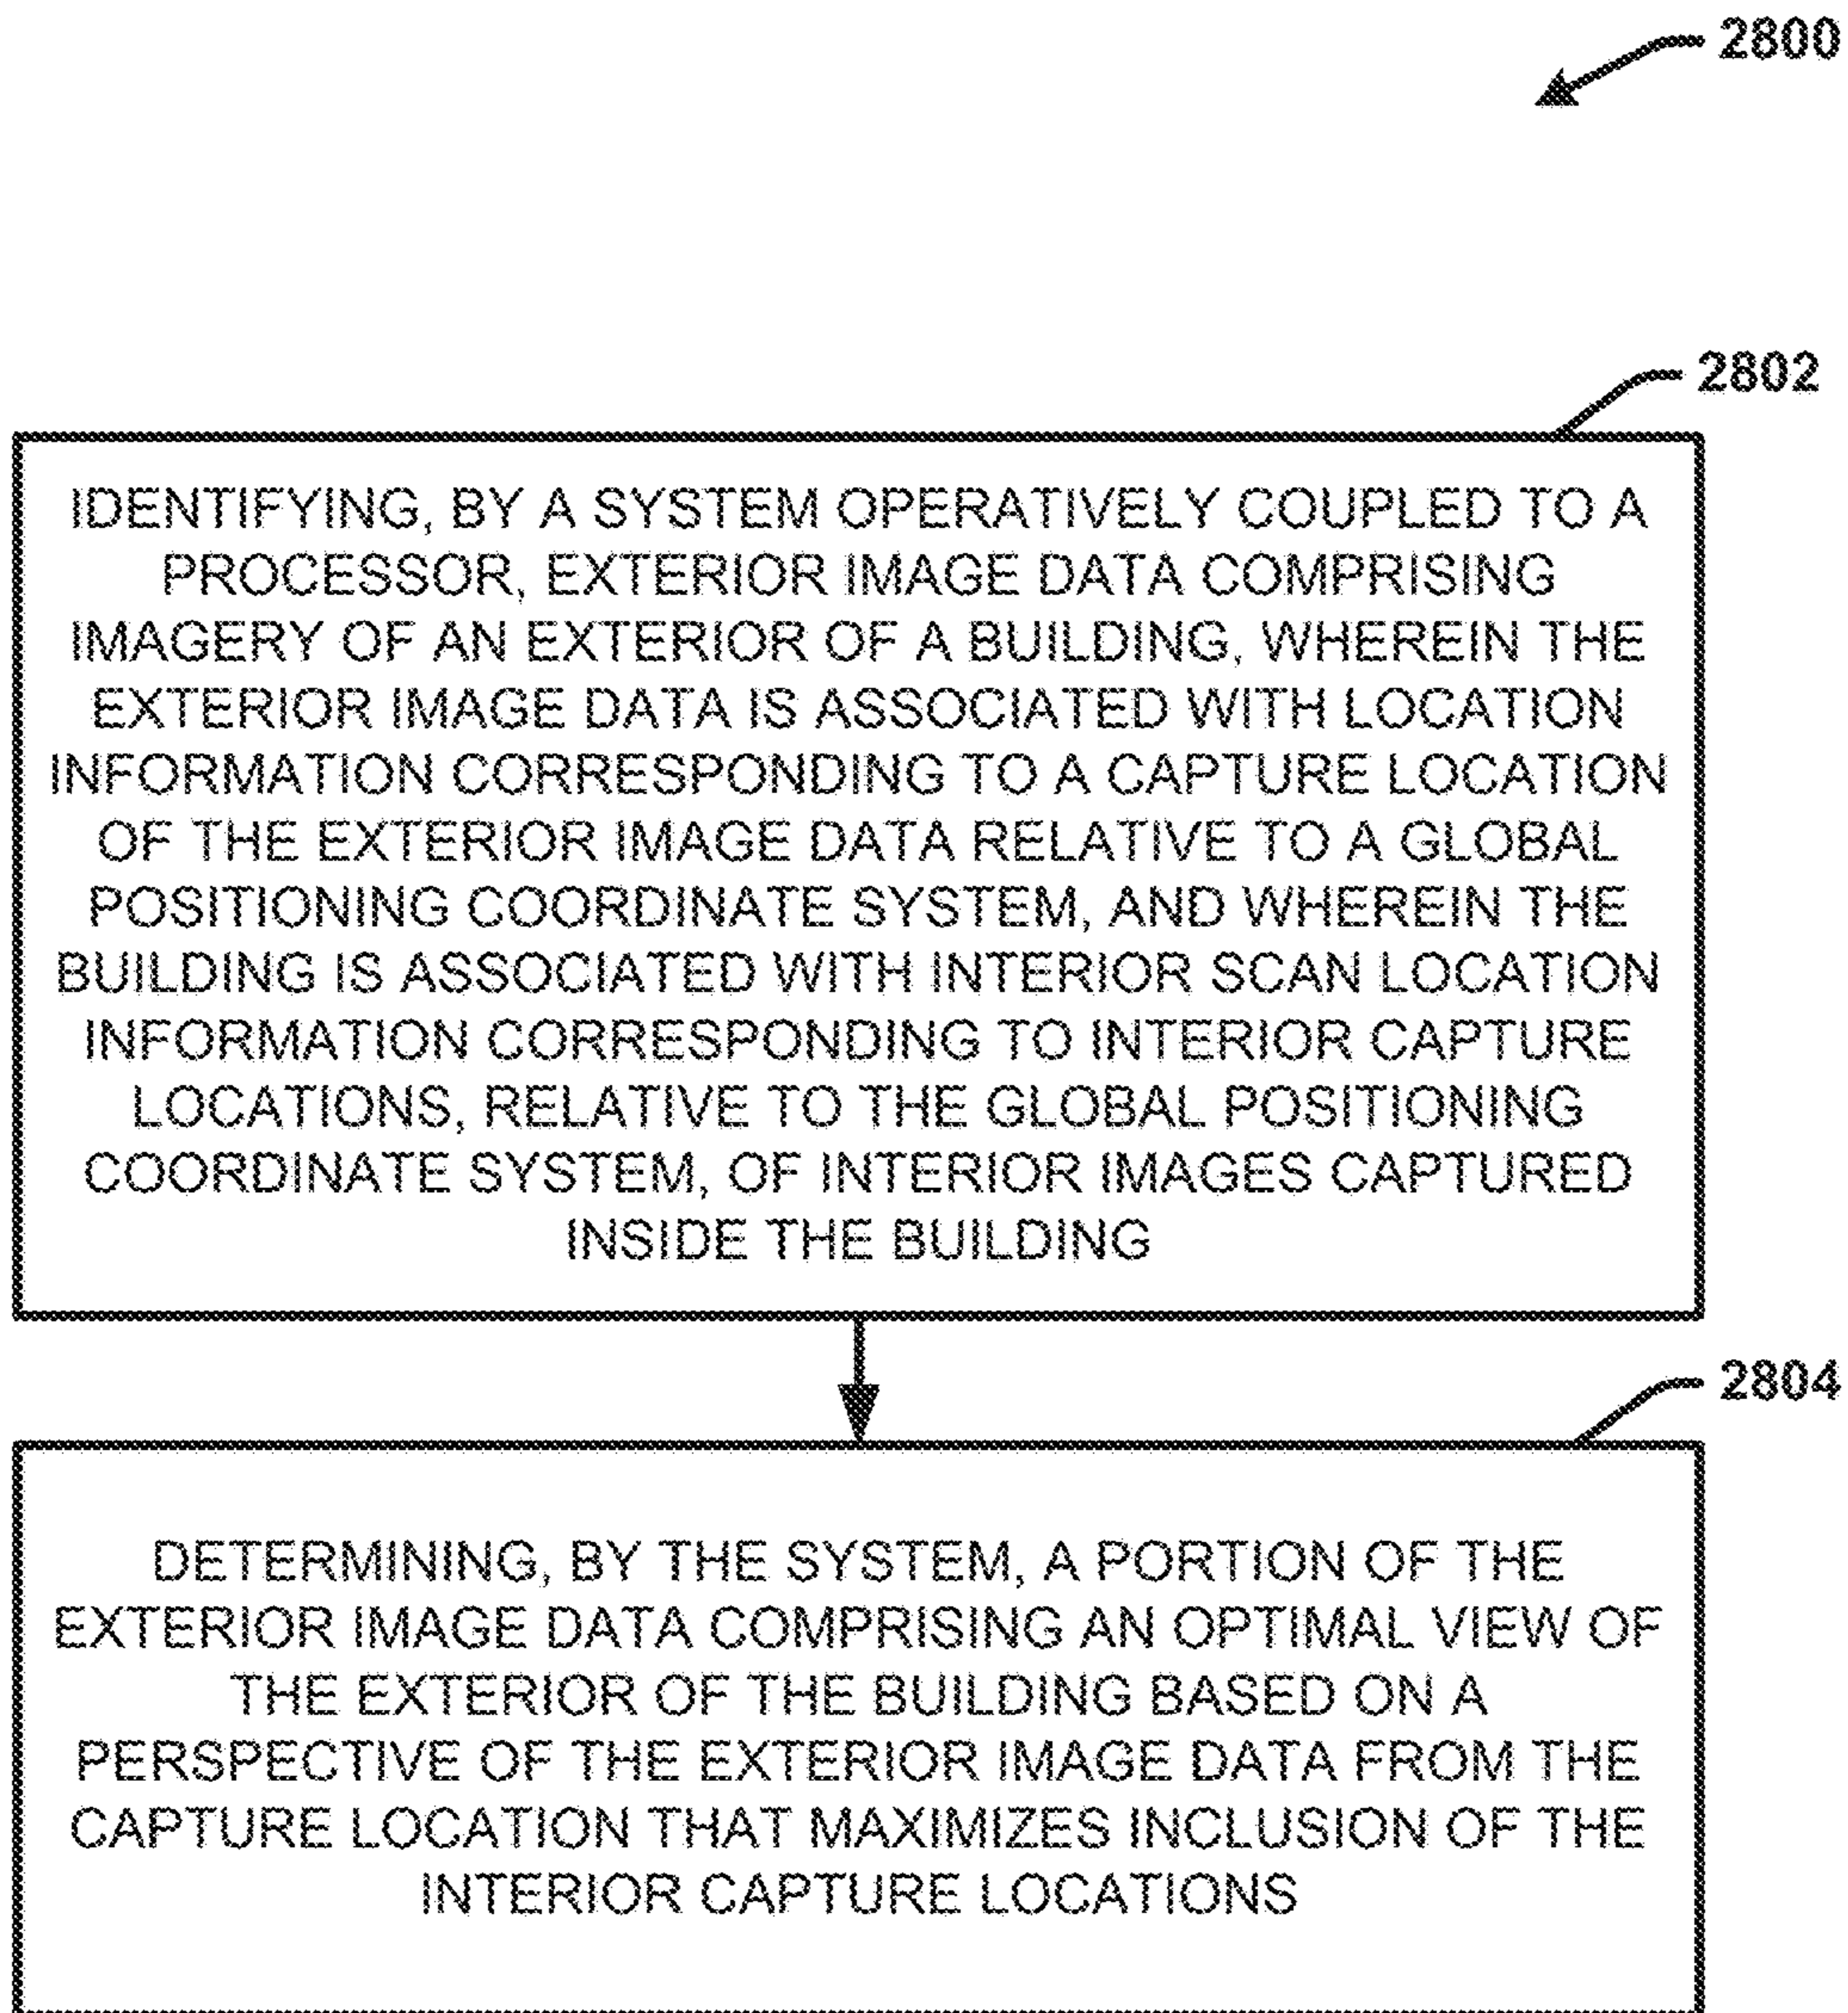 2800
2802
IDENTIFYING, BY A SYSTEM OPERATIVELY COUPLED TO A
PROCESSOR, EXTERIOR IMAGE DATA COMPRISING
IMAGERY OF AN EXTERIOR OF A BUILDING, WHEREIN THE
EXTERIOR IMAGE DATA IS ASSOCIATED WITH LOCATION
INFORMATION CORRESPONDING TO A CAPTURE LOCATION
OF THE EXTERIOR IMAGE DATA RELATIVE TO A GLOBAL
POSITIONING COORDINATE SYSTEM, AND WHEREIN THE
BUILDING IS ASSOCIATED WITH INTERIOR SCAN LOCATION
INFORMATION CORRESPONDING TO INTERIOR CAPTURE
LOCATIONS, RELATIVE TO THE GLOBAL POSITIONING
COORDINATE SYSTEM, OF INTERIOR IMAGES CAPTURED
INSIDE THE BUILDING
2804
DETERMINING, BY THE SYSTEM, A PORTION OF THE
EXTERIOR IMAGE DATA COMPRISING AN OPTIMAL VIEW OF
THE EXTERIOR OF THE BUILDING BASED ON A
PERSPECTIVE OF THE EXTERIOR IMAGE DATA FROM THE
CAPTURE LOCATION THAT MAXIMIZES INCLUSION OF THE
INTERIOR CAPTURE LOCATIONS